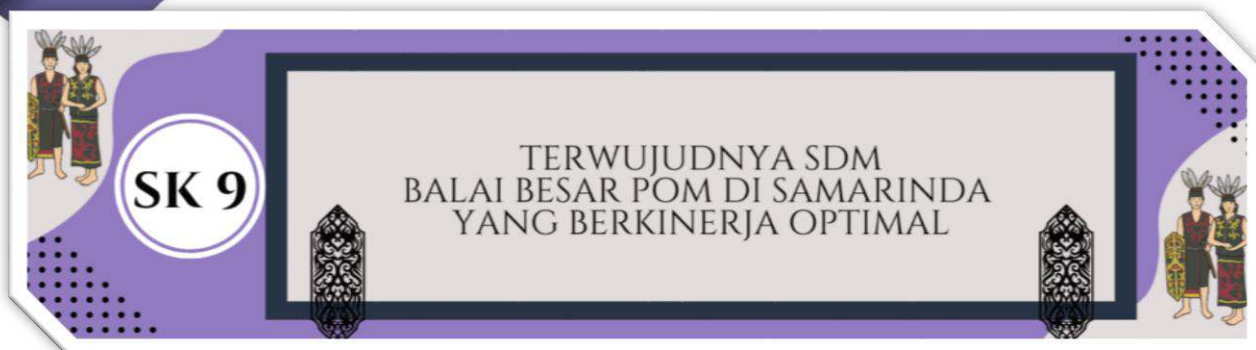 SK 9
TERWUJUDNYA SDM
BALAI BESAR POM DI SAMARINDA
YANG BERKINERJA OPTIMAL